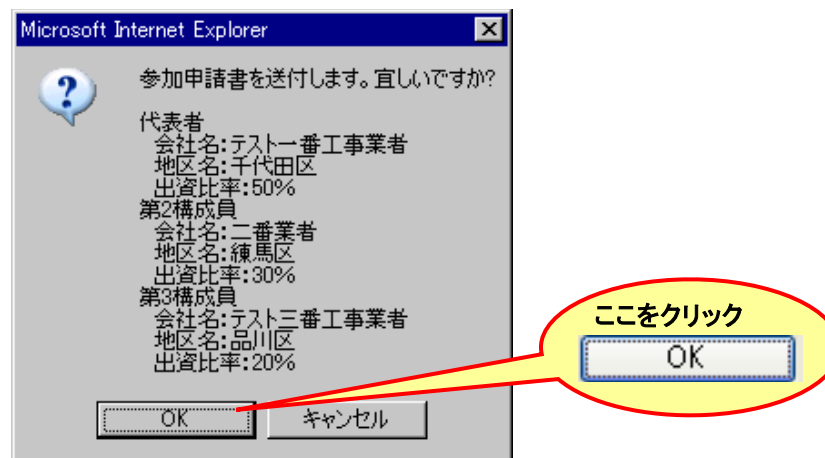 Microsoft Internet Explorer
参加申請書を送付します。宜しいですか?
代表者
会社名:テスト一番工事業者
地区名:千代田区
出資比率:50%
第2構成員
会社名:二番業者
地区名:練馬区
出資比率:30%
第3構成員
会社名:テスト三番工事業者
地区名:品川区
出資比率:20%
OK
キャンセル
ここをクリック
OK